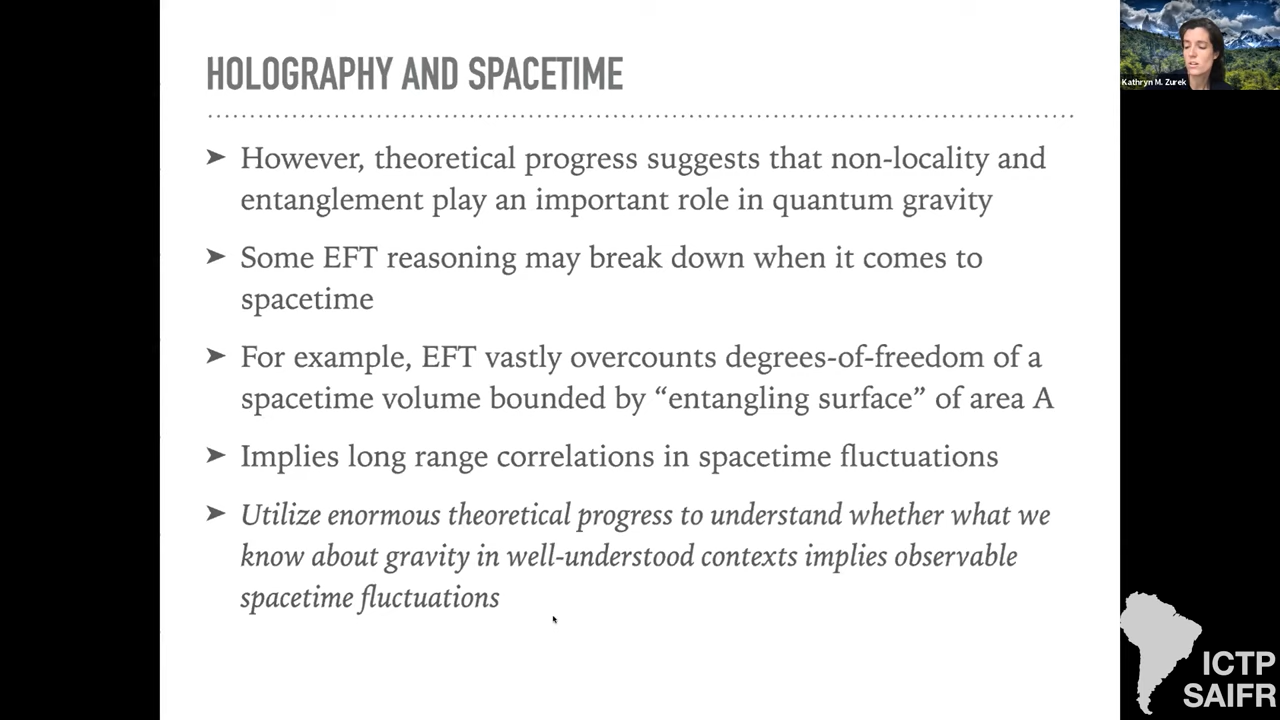 HOLOGRAPHY AND SPACETIME
➤ However, theoretical progress suggests that non-locality and
entanglement play an important role in quantum gravity
➤ Some EFT reasoning may break down when it comes to
spacetime
➤ For example, EFT vastly overcounts degrees-of-freedom of a
spacetime volume bounded by “entangling surface” of area A
➤ Implies long range correlations in spacetime fluctuations
➤ Utilize enormous theoretical progress to understand whether what we
know about gravity in well-understood contexts implies observable
spacetime fluctuations
Kathryn M. Zurek
ICTP
SAIFR